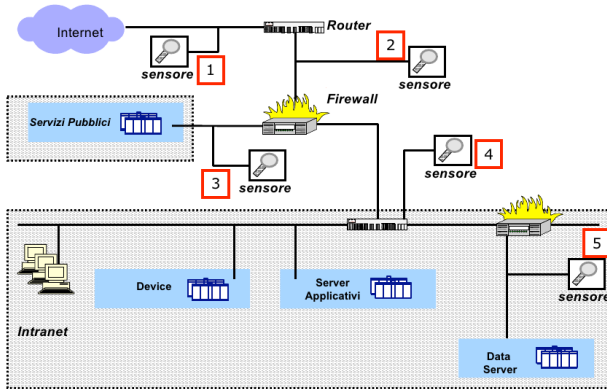 Internet
Router
sensore
1
2
sensore
Firewall
Servizi Pubblici
3
sensore
4
sensore
5
sensore
Device
Server
Applicativi
Intranet
Data
Server